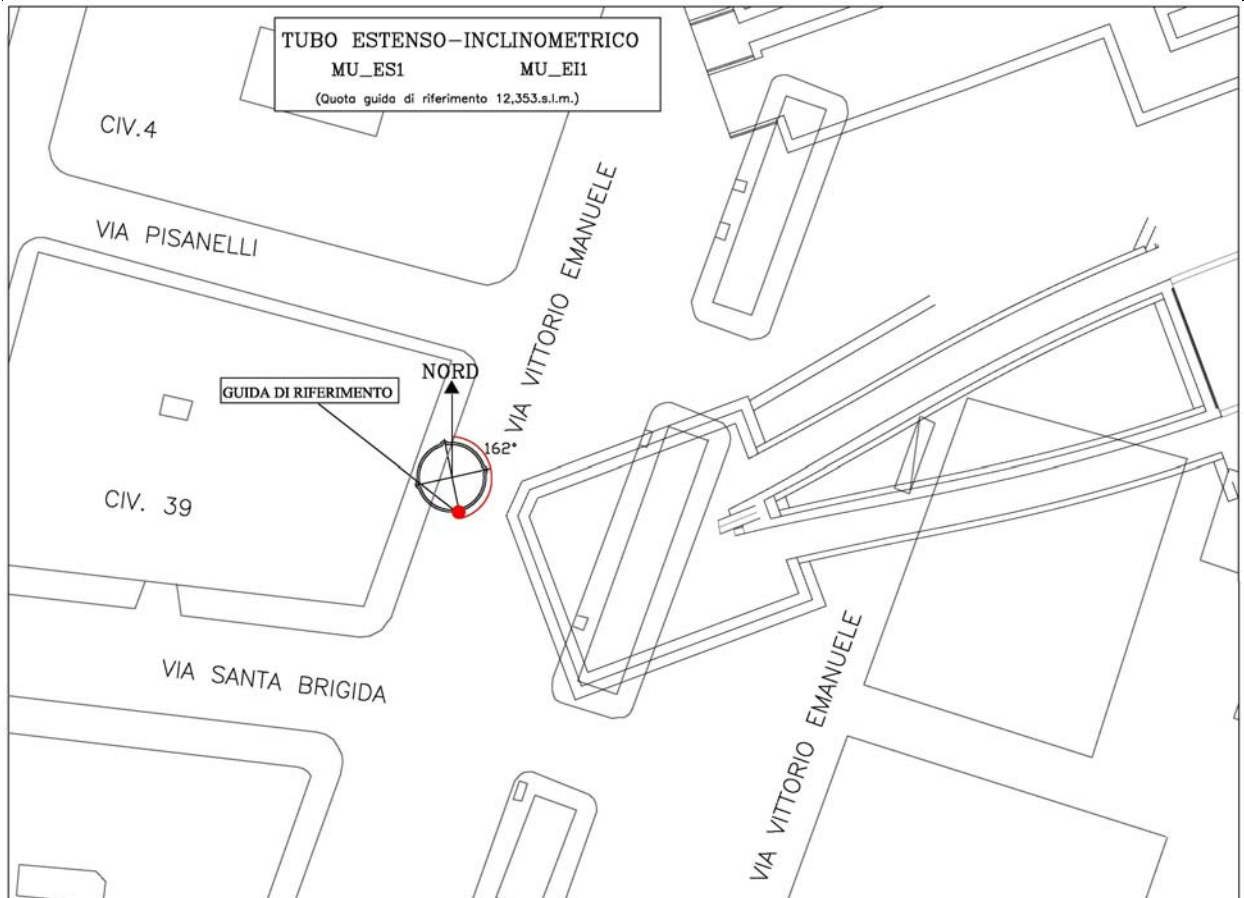 TUBO ESTENSO-INCLINOMETRICO
MU_ES1 MU_EI1
(Quota guida di riferimento 12,353.s.l.m.)
CIV.4
VIA PISANELLI
VIA VITTORIO EMANUELE
NORD
GUIDA DI RIFERIMENTO
162°
CIV. 39
VIA SANTA BRIGIDA
VIA VITTORIO EMANUELE